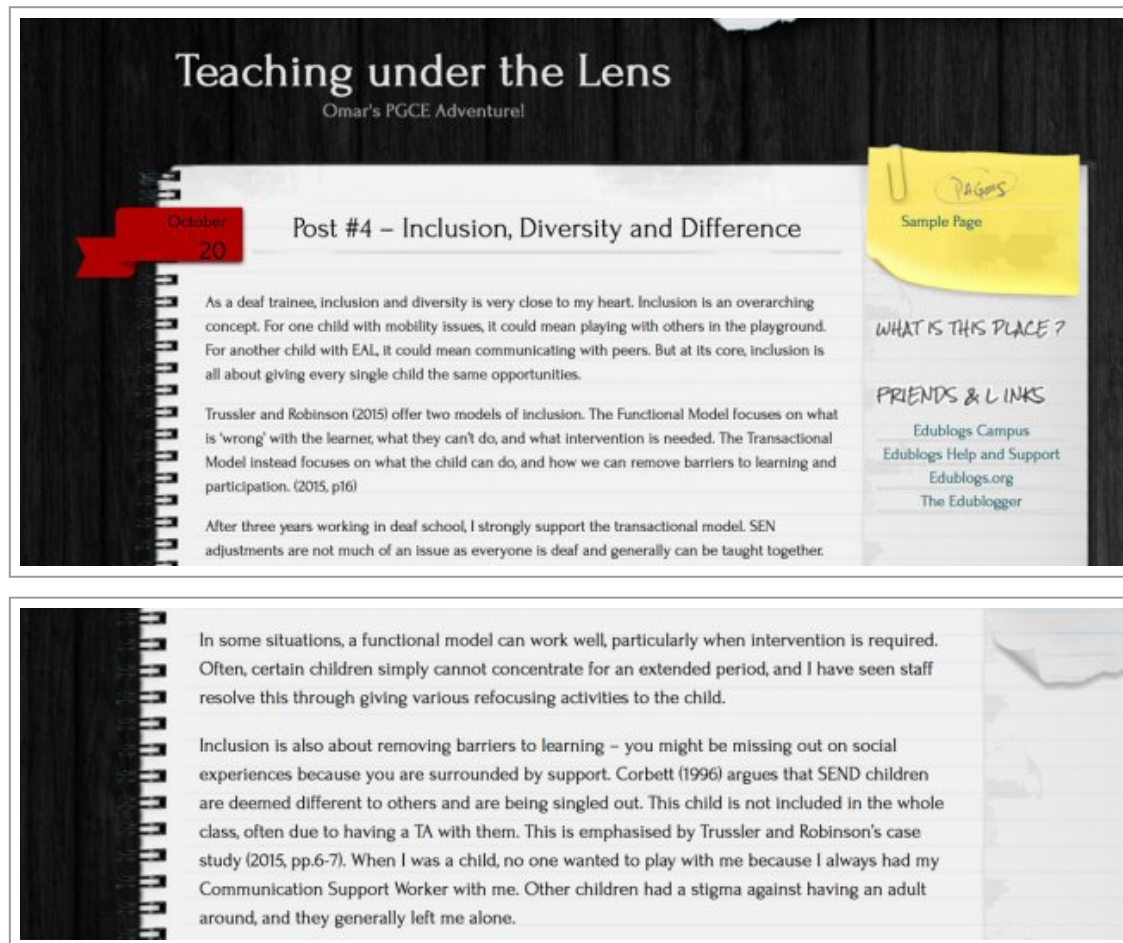 Teaching under the Lens
Omar's PGCE Adventure!
October
20
Post #4 – Inclusion, Diversity and Difference
As a deaf trainee, inclusion and diversity is very close to my heart. Inclusion is an overarching
concept. For one child with mobility issues, it could mean playing with others in the playground.
For another child with EAL, it could mean communicating with peers. But at its core, inclusion is
all about giving every single child the same opportunities.
Trussler and Robinson (2015) offer two models of inclusion. The Functional Model focuses on what
is 'wrong' with the learner, what they can't do, and what intervention is needed. The Transactional
Model instead focuses on what the child can do, and how we can remove barriers to learning and
participation. (2015, p16)
After three years working in deaf school, I strongly support the transactional model. SEN
adjustments are not much of an issue as everyone is deaf and generally can be taught together.
PAGES
Sample Page
WHAT IS THIS PLACE ?
FRIENDS & LINKS
Edublogs Campus
Edublogs Help and Support
Edublogs.org
The Edublogger
In some situations, a functional model can work well, particularly when intervention is required.
Often, certain children simply cannot concentrate for an extended period, and I have seen staff
resolve this through giving various refocusing activities to the child.
Inclusion is also about removing barriers to learning – you might be missing out on social
experiences because you are surrounded by support. Corbett (1996) argues that SEND children
are deemed different to others and are being singled out. This child is not included in the whole
class, often due to having a TA with them. This is emphasised by Trussler and Robinson's case
study (2015, pp.6-7). When I was a child, no one wanted to play with me because I always had my
Communication Support Worker with me. Other children had a stigma against having an adult
around, and they generally left me alone.